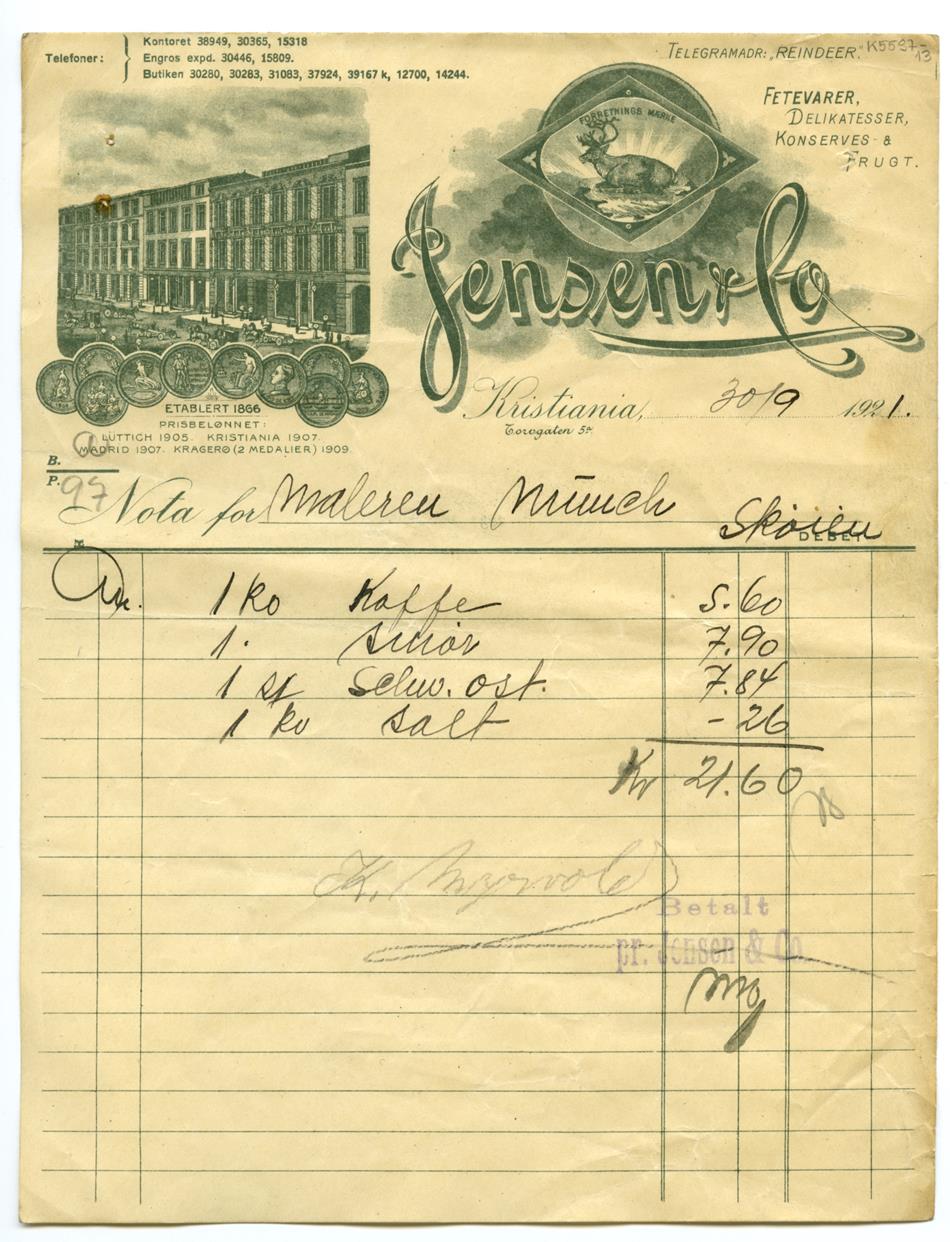 Telefoner:
Kontoret 38949, 30365, 15318
Engros expd. 30446, 15809.
Butiken 30280, 30283, 31083, 37924, 39167 k, 12700, 14244.
TELEGRAMADR: „REINDEER.“
K5597-
13
FETEVARER,
DELIKATESSER,
KONSERVES- &
FRUGT.
FORRETNINGS MÆRKE
Jensen & Co
ETABLERT 1866
PRISBELØNNET:
LÜTTICH 1905. KRISTIANIA 1907.
MADRID 1907. KRAGERØ (2 MEDALIER) 1909.
Kristiania, 30/9 1921.
Torvgaten 5ᵇ.
B.
P. 97
Nota for Maleren Münch
Skøien
DEBET
1 ko Kaffe 5.60
1. smør 7.90
1 st Schw. ost. 7.84
1 ko salt - 26
Kr 21.60
Betalt
pr. Jensen & Co.